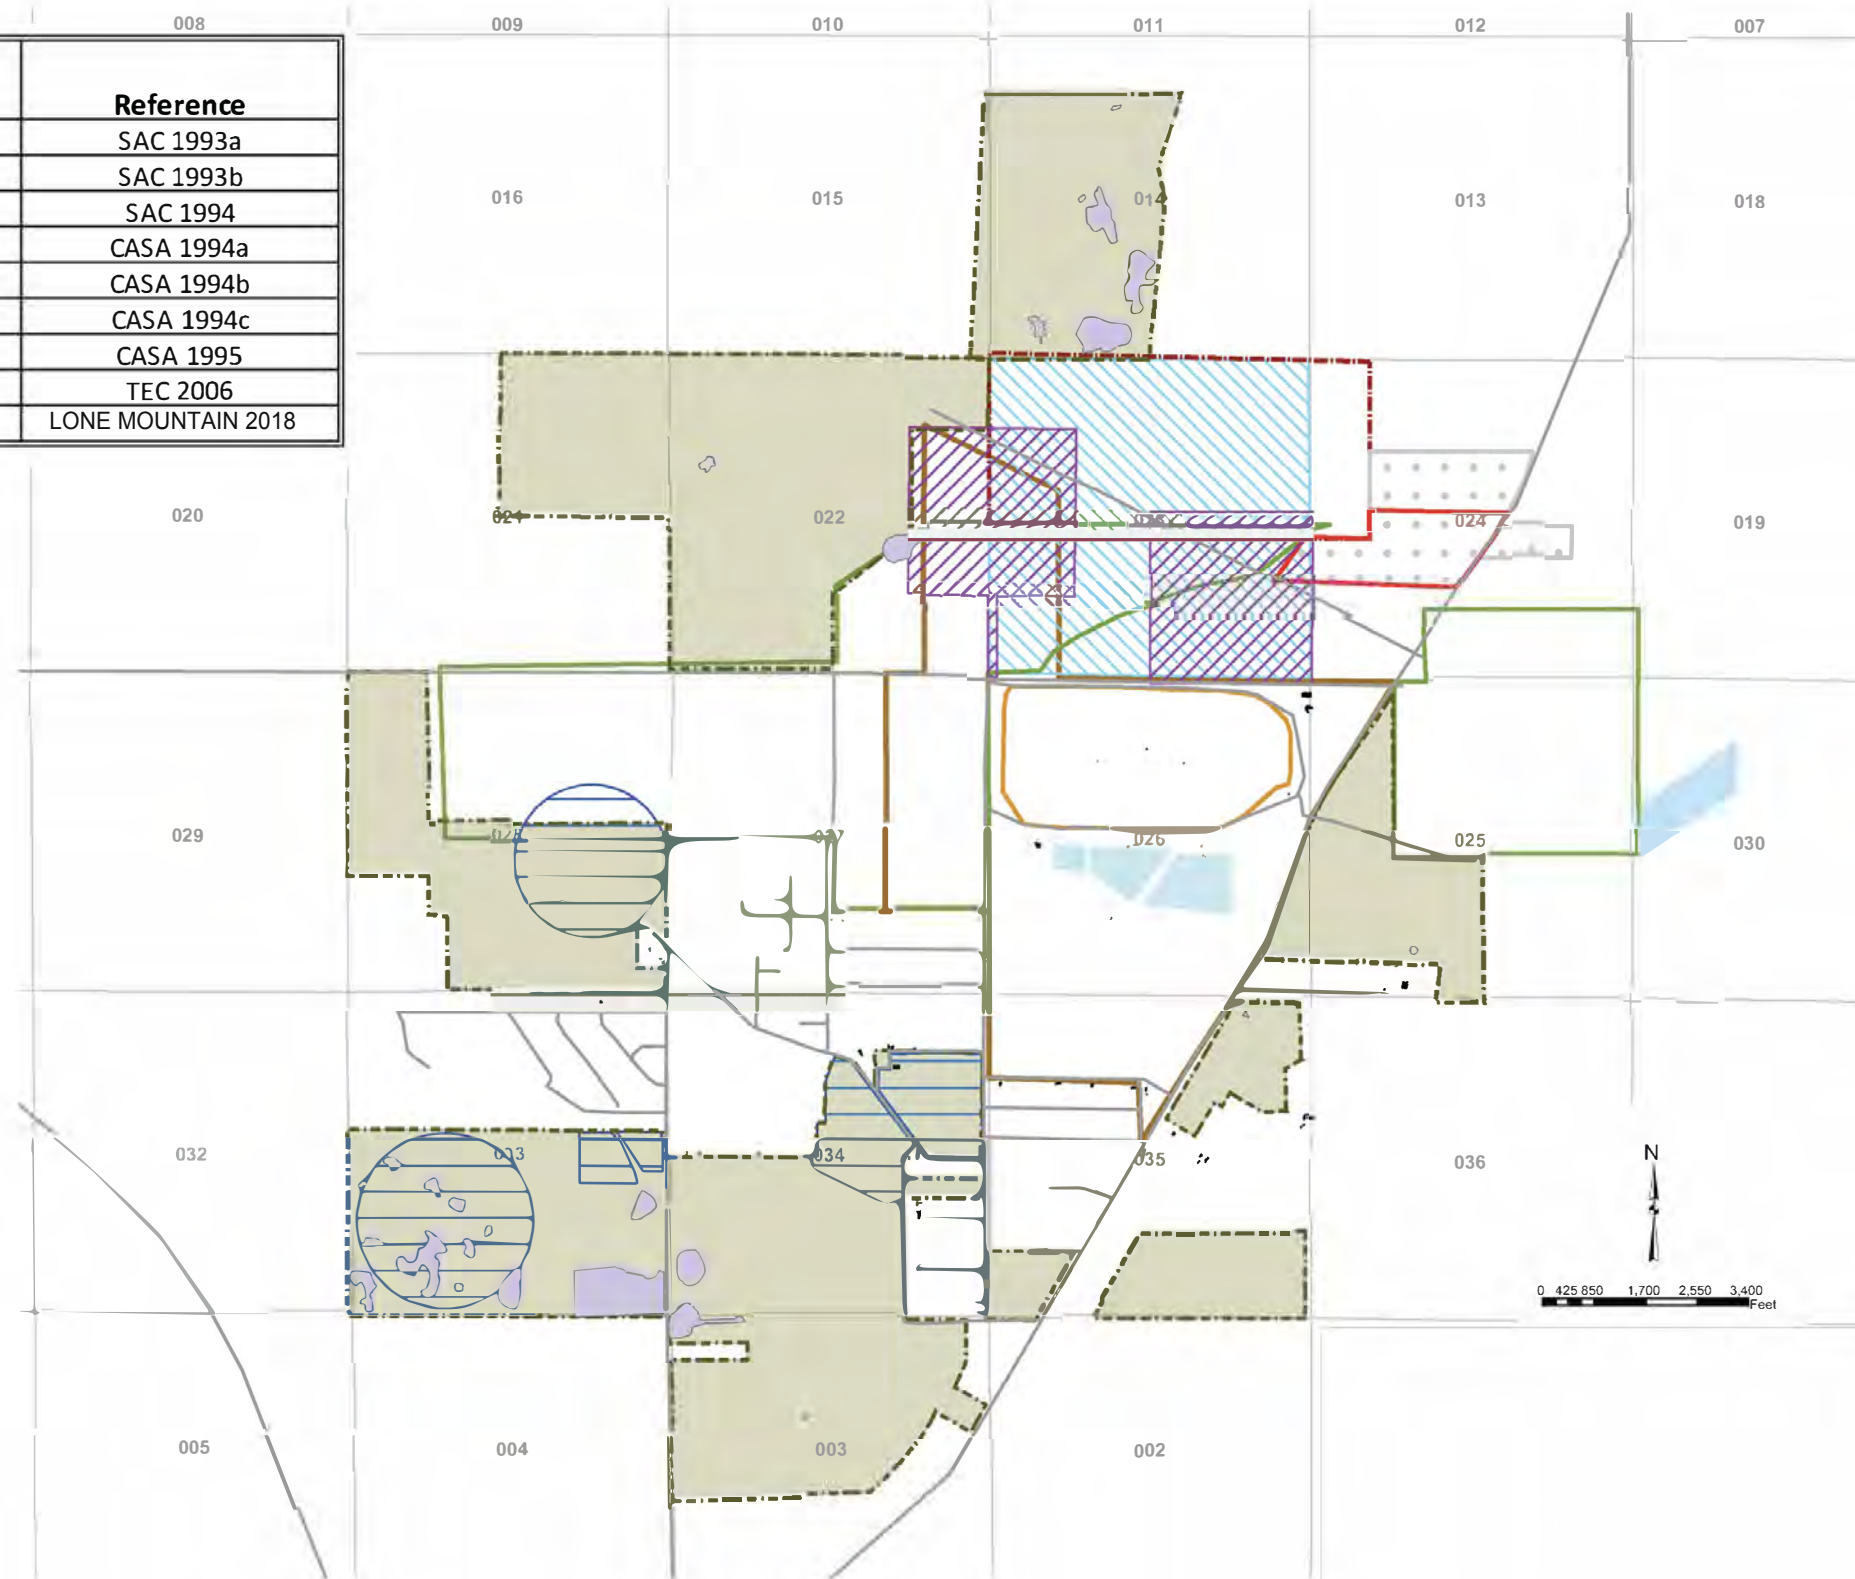 008 009 010 011 012 007
Reference
SAC 1993a
SAC 1993b
SAC 1994
CASA 1994a
CASA 1994b
CASA 1994c
CASA 1995
TEC 2006
LONE MOUNTAIN 2018
016 015 014 013 018
020 022 024 019
029 026 025 030
032 034 035 036
N
0 425 850 1,700 2,550 3,400
Feet
005 004 003 002